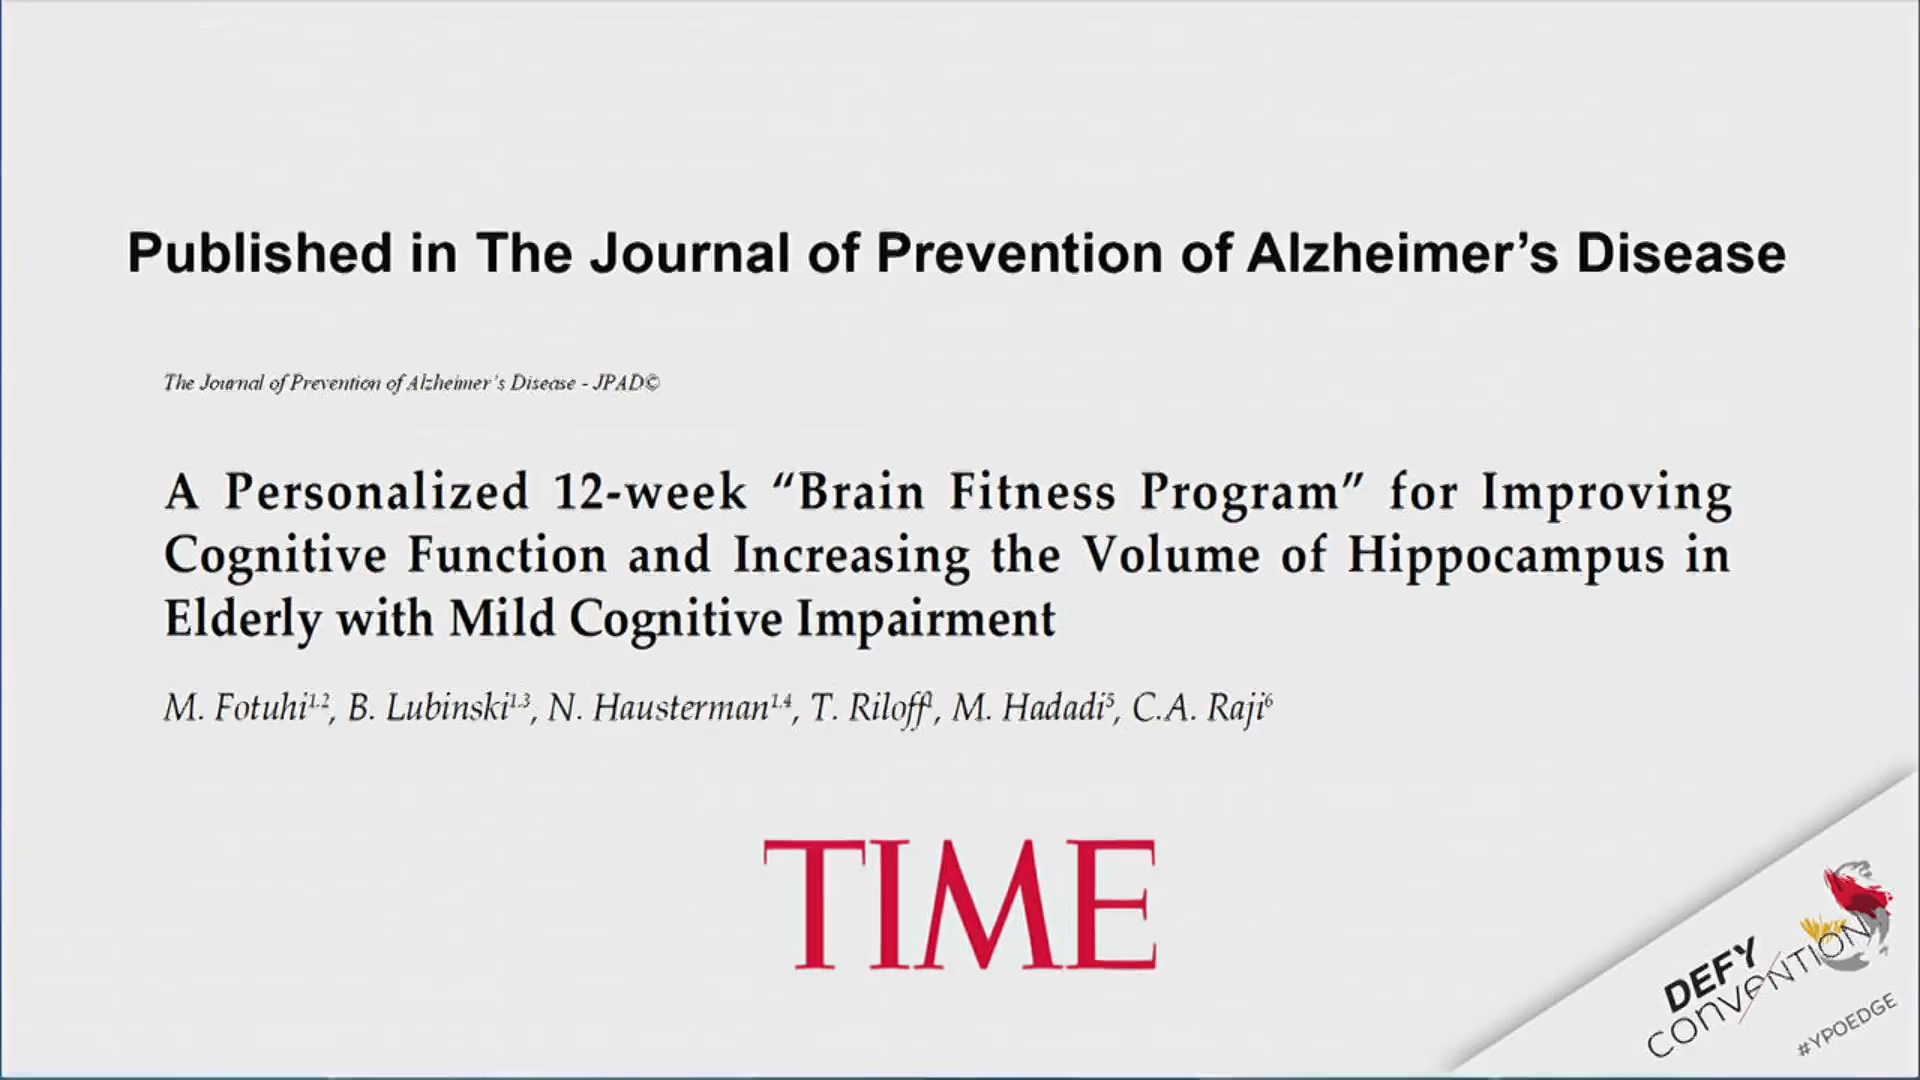 Published in The Journal of Prevention of Alzheimer’s Disease
The Journal of Prevention of Alzheimer’s Disease - JPAD©
A Personalized 12-week “Brain Fitness Program” for Improving
Cognitive Function and Increasing the Volume of Hippocampus in
Elderly with Mild Cognitive Impairment
M. Fotuhi1,2, B. Lubinski1,3, N. Hausterman1,4, T. Riloff1, M. Hadadi5, C.A. Raji6
TIME
DEFY
CONVENTION
#YPOEDGE